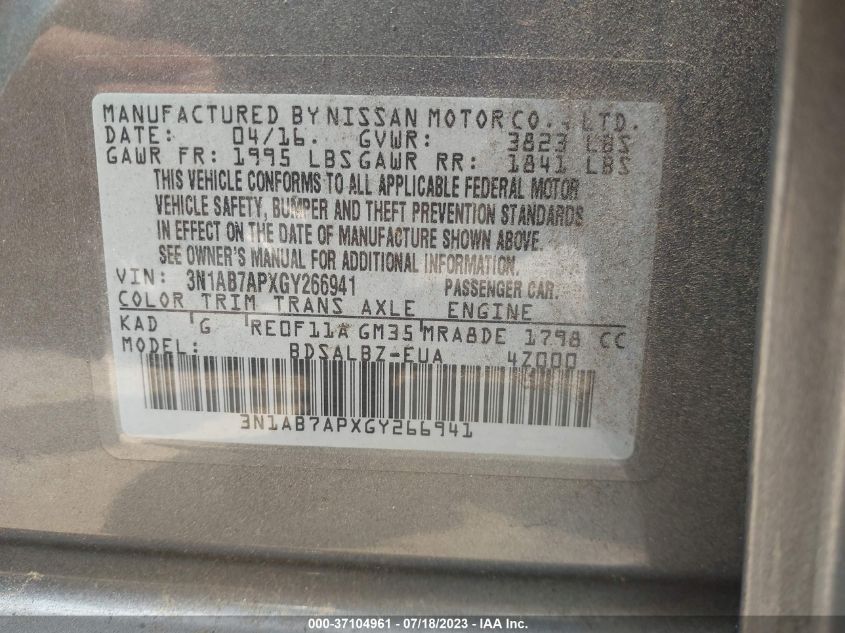 MANUFACTURED BY NISSAN MOTOR CO., LTD.
DATE: 04/16. GVWR: 3823 LBS
GAWR FR: 1995 LBS GAWR RR: 1841 LBS
THIS VEHICLE CONFORMS TO ALL APPLICABLE FEDERAL MOTOR
VEHICLE SAFETY, BUMPER AND THEFT PREVENTION STANDARDS
IN EFFECT ON THE DATE OF MANUFACTURE SHOWN ABOVE.
SEE OWNER'S MANUAL FOR ADDITIONAL INFORMATION.
VIN: 3N1AB7APXGY266941 PASSENGER CAR.
COLOR TRIM TRANS AXLE ENGINE
KAD G RE0F11A GM35 MRA8DE 1798 CC
MODEL: BDSALBZ-EUA 4Z000
3N1AB7APXGY266941
000-37104961 - 07/18/2023 - IAAI.com